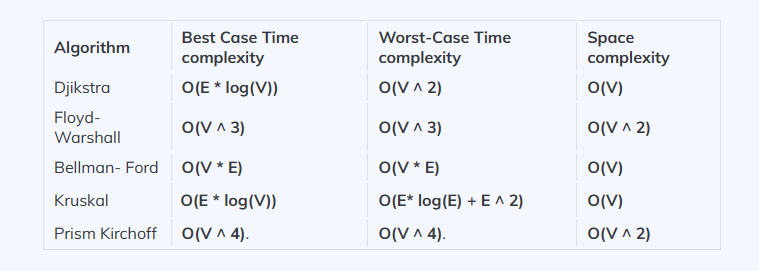 Algorithm
Best Case Time
complexity
Worst-Case Time
complexity
Space
complexity
Djikstra
O(E * log(V))
O(V ^ 2)
O(V)
Floyd-
Warshall
O(V ^ 3)
O(V ^ 3)
O(V ^ 2)
Bellman- Ford
O(V * E)
O(V * E)
O(V)
Kruskal
O(E * log(V))
O(E* log(E) + E ^ 2)
O(V)
Prism Kirchoff
O(V ^ 4).
O(V ^ 4).
O(V ^ 2)